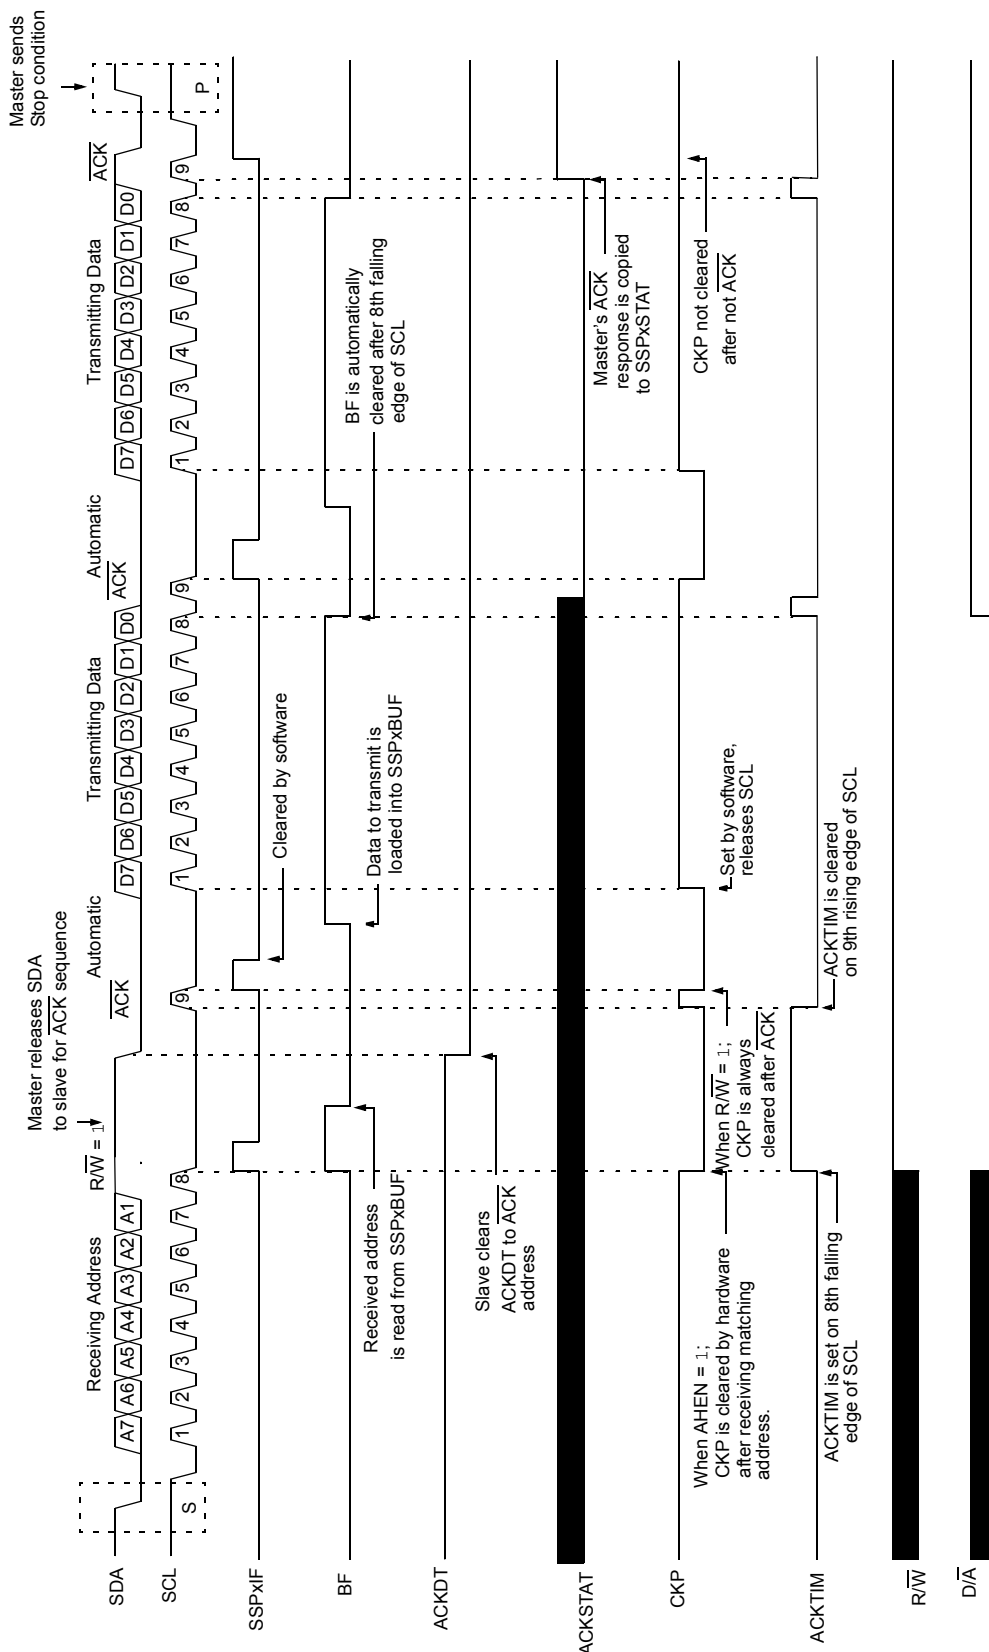 Master releases SDA
to slave for ACK sequence
Master sends
Stop condition
Receiving Address
R/W = 1
ACK
Automatic
Transmitting Data
ACK
Automatic
Transmitting Data
ACK
SDA
A7 A6 A5 A4 A3 A2 A1
D7 D6 D5 D4 D3 D2 D1 D0
D7 D6 D5 D4 D3 D2 D1 D0
SCL
S
1 2 3 4 5 6 7 8 9
1 2 3 4 5 6 7 8 9
1 2 3 4 5 6 7 8 9
P
SSPxIF
Cleared by software
BF
Received address
is read from SSPxBUF
Data to transmit is
loaded into SSPxBUF
BF is automatically
cleared after 8th falling
edge of SCL
ACKDT
Slave clears
ACKDT to ACK
address
ACKSTAT
Master's ACK
response is copied
to SSPxSTAT
CKP
When AHEN = 1;
CKP is cleared by hardware
after receiving matching
address.
When R/W = 1;
CKP is always
cleared after ACK
Set by software,
releases SCL
CKP not cleared
after not ACK
ACKTIM
ACKTIM is set on 8th falling
edge of SCL
ACKTIM is cleared
on 9th rising edge of SCL
R/W
D/A